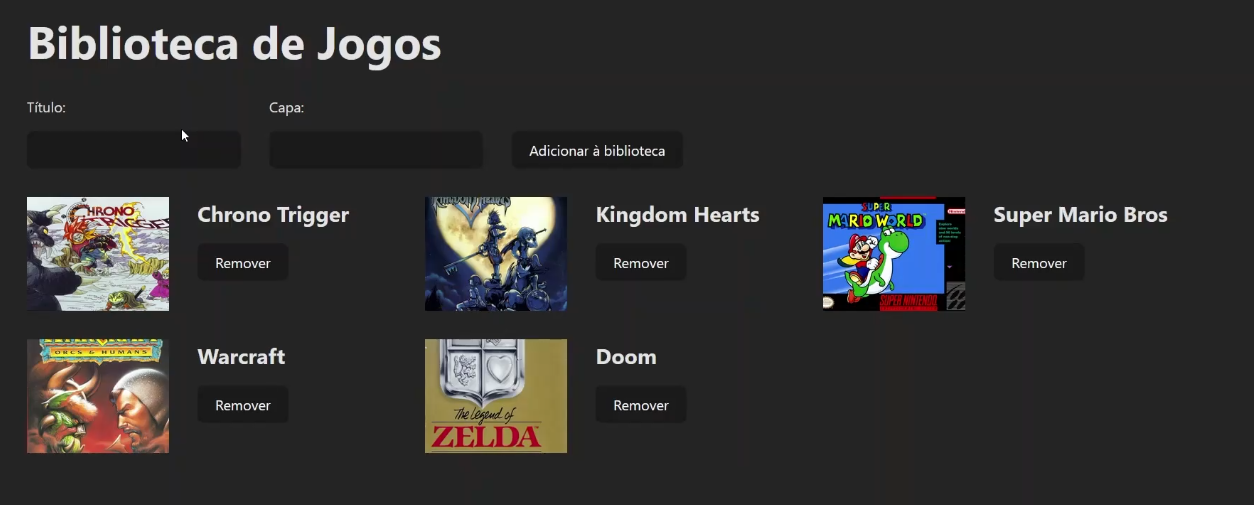 Biblioteca de Jogos
Título:
Capa:
Adicionar à biblioteca
CHRONO
TRIGGER
Chrono Trigger
Remover
KINGDOM HEARTS
Kingdom Hearts
Remover
SUPER
MARIO WORLD
SUPER NINTENDO
Super Mario Bros
Remover
ORCS & HUMANS
Warcraft
Remover
The Legend of
ZELDA
Doom
Remover